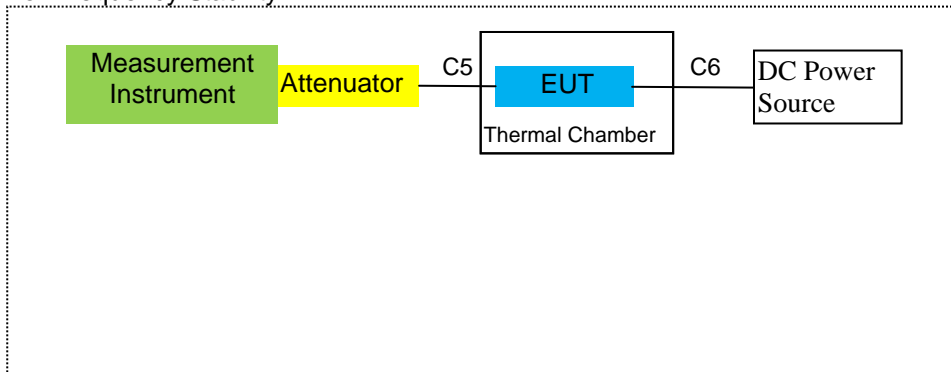 Measurement
Instrument
Attenuator
C5
EUT
Thermal Chamber
C6
DC Power
Source